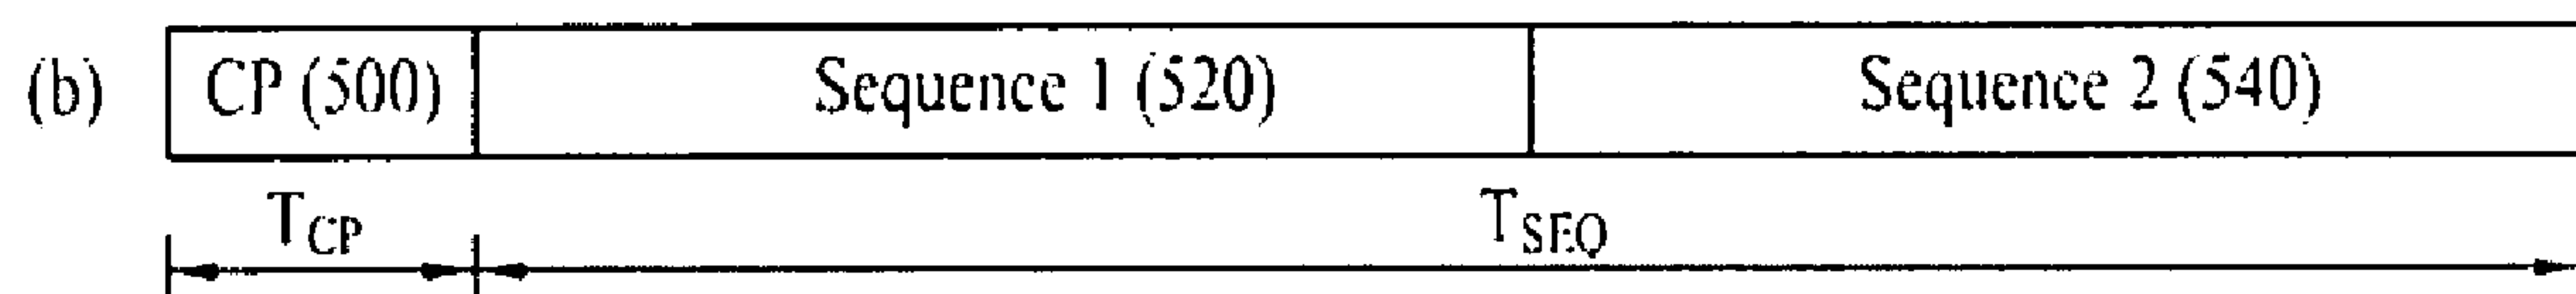 (b) CP (500) Sequence 1 (520) Sequence 2 (540)
TCP TSEQ